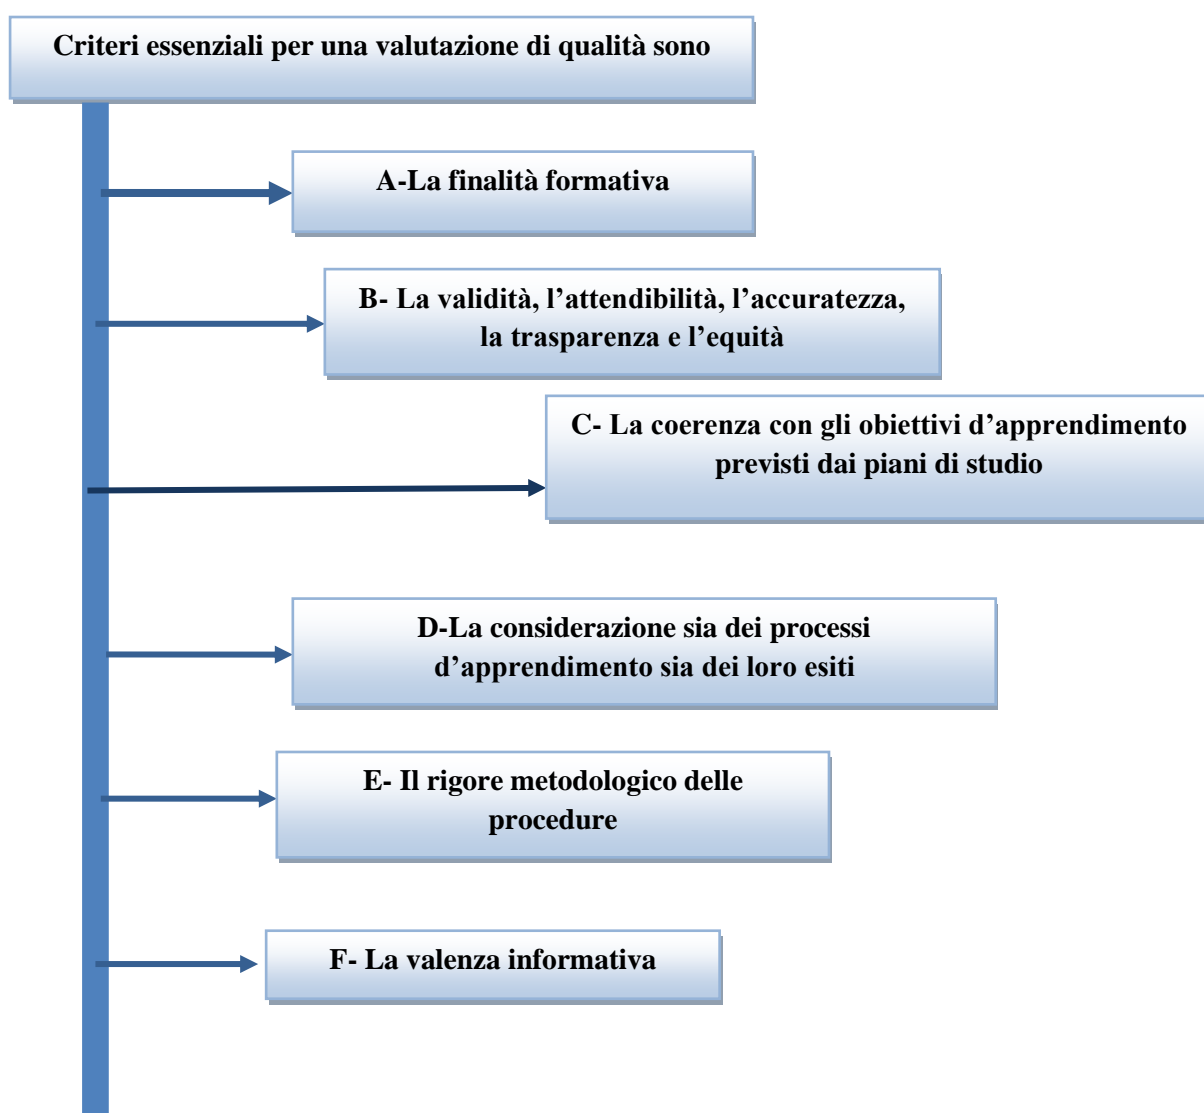 Criteri essenziali per una valutazione di qualità sono
A-La finalità formativa
B- La validità, l’attendibilità, l’accuratezza,
la trasparenza e l’equità
C- La coerenza con gli obiettivi d’apprendimento
previsti dai piani di studio
D-La considerazione sia dei processi
d’apprendimento sia dei loro esiti
E- Il rigore metodologico delle
procedure
F- La valenza informativa